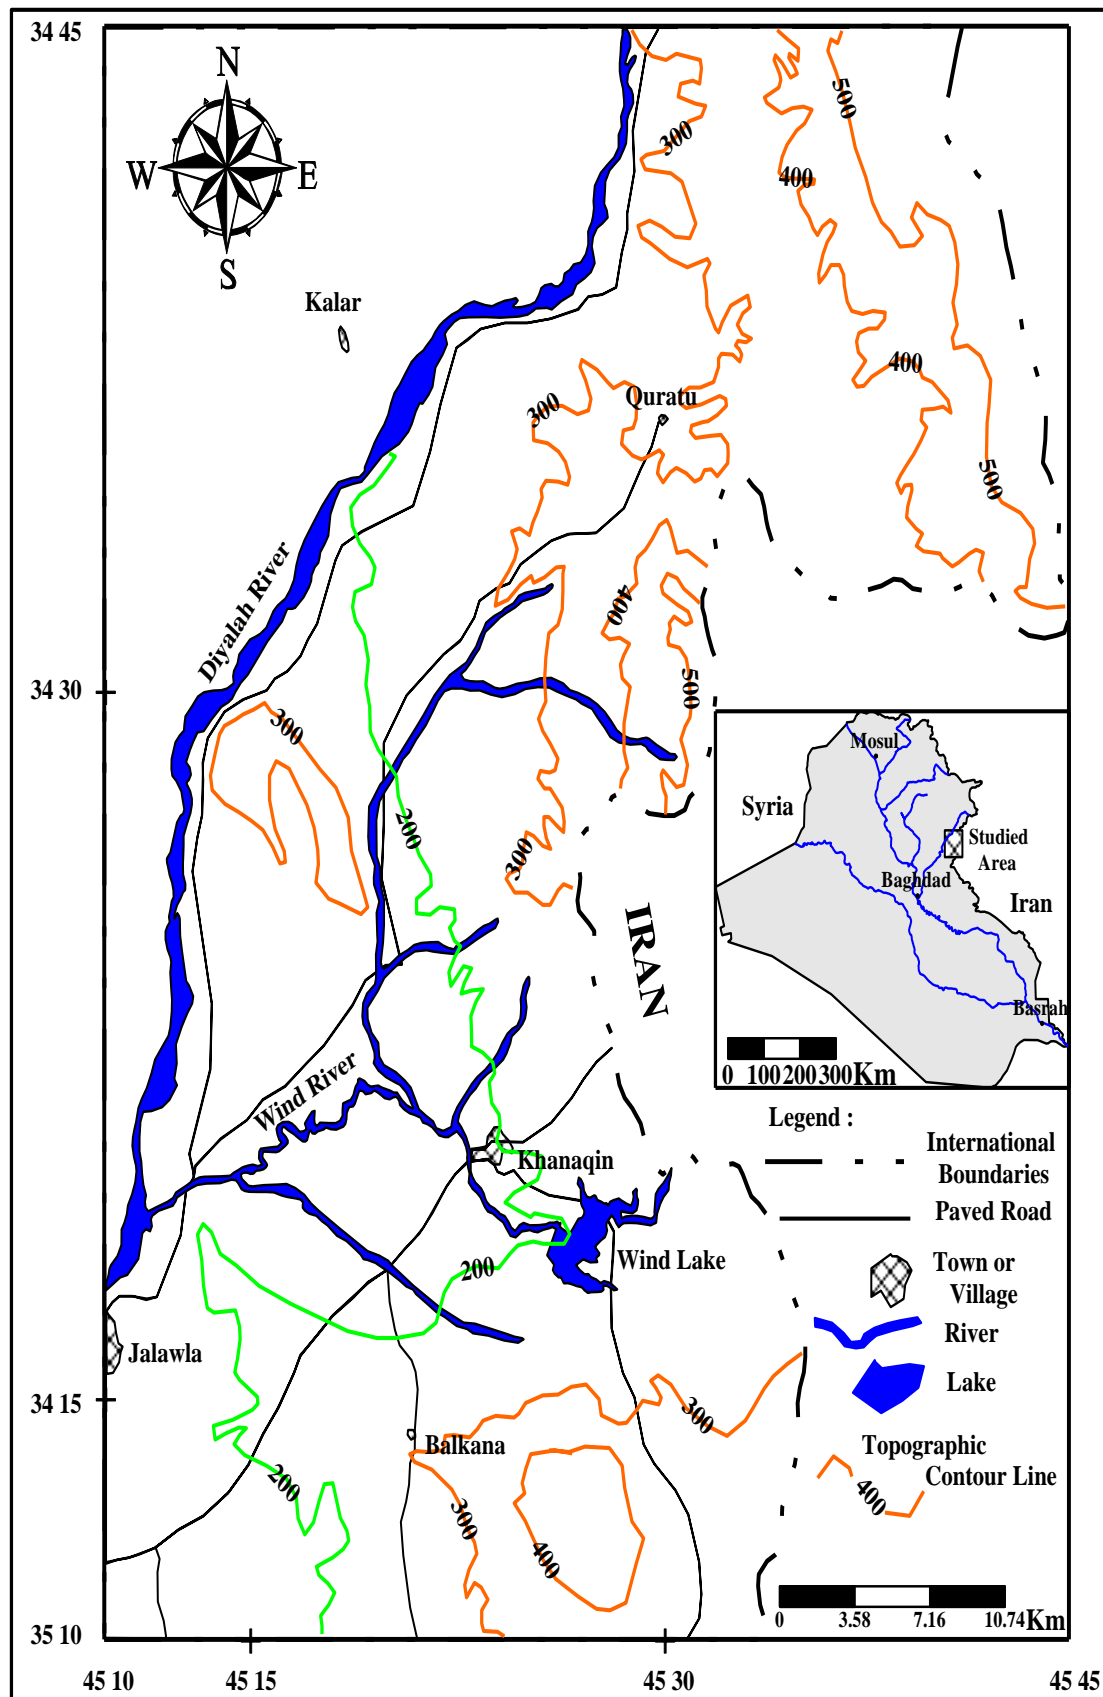 34 45
N
W
E
S
500
300
400
Kalar
400
Quratu
300
500
Diyalah River
400
34 30
500
300
Mosul
Syria
200
Studied
Area
300
Baghdad
Iran
IRAN
Basrah
0 100 200 300 Km
Wind River
Legend :
International
Boundaries
Khanaqin
Paved Road
Wind Lake
200
Town or
Village
River
Jalawla
Lake
34 15
300
Balkana
Topographic
Contour Line
200
400
300
400
0 3.58 7.16 10.74 Km
35 10
45 10
45 15
45 30
45 45